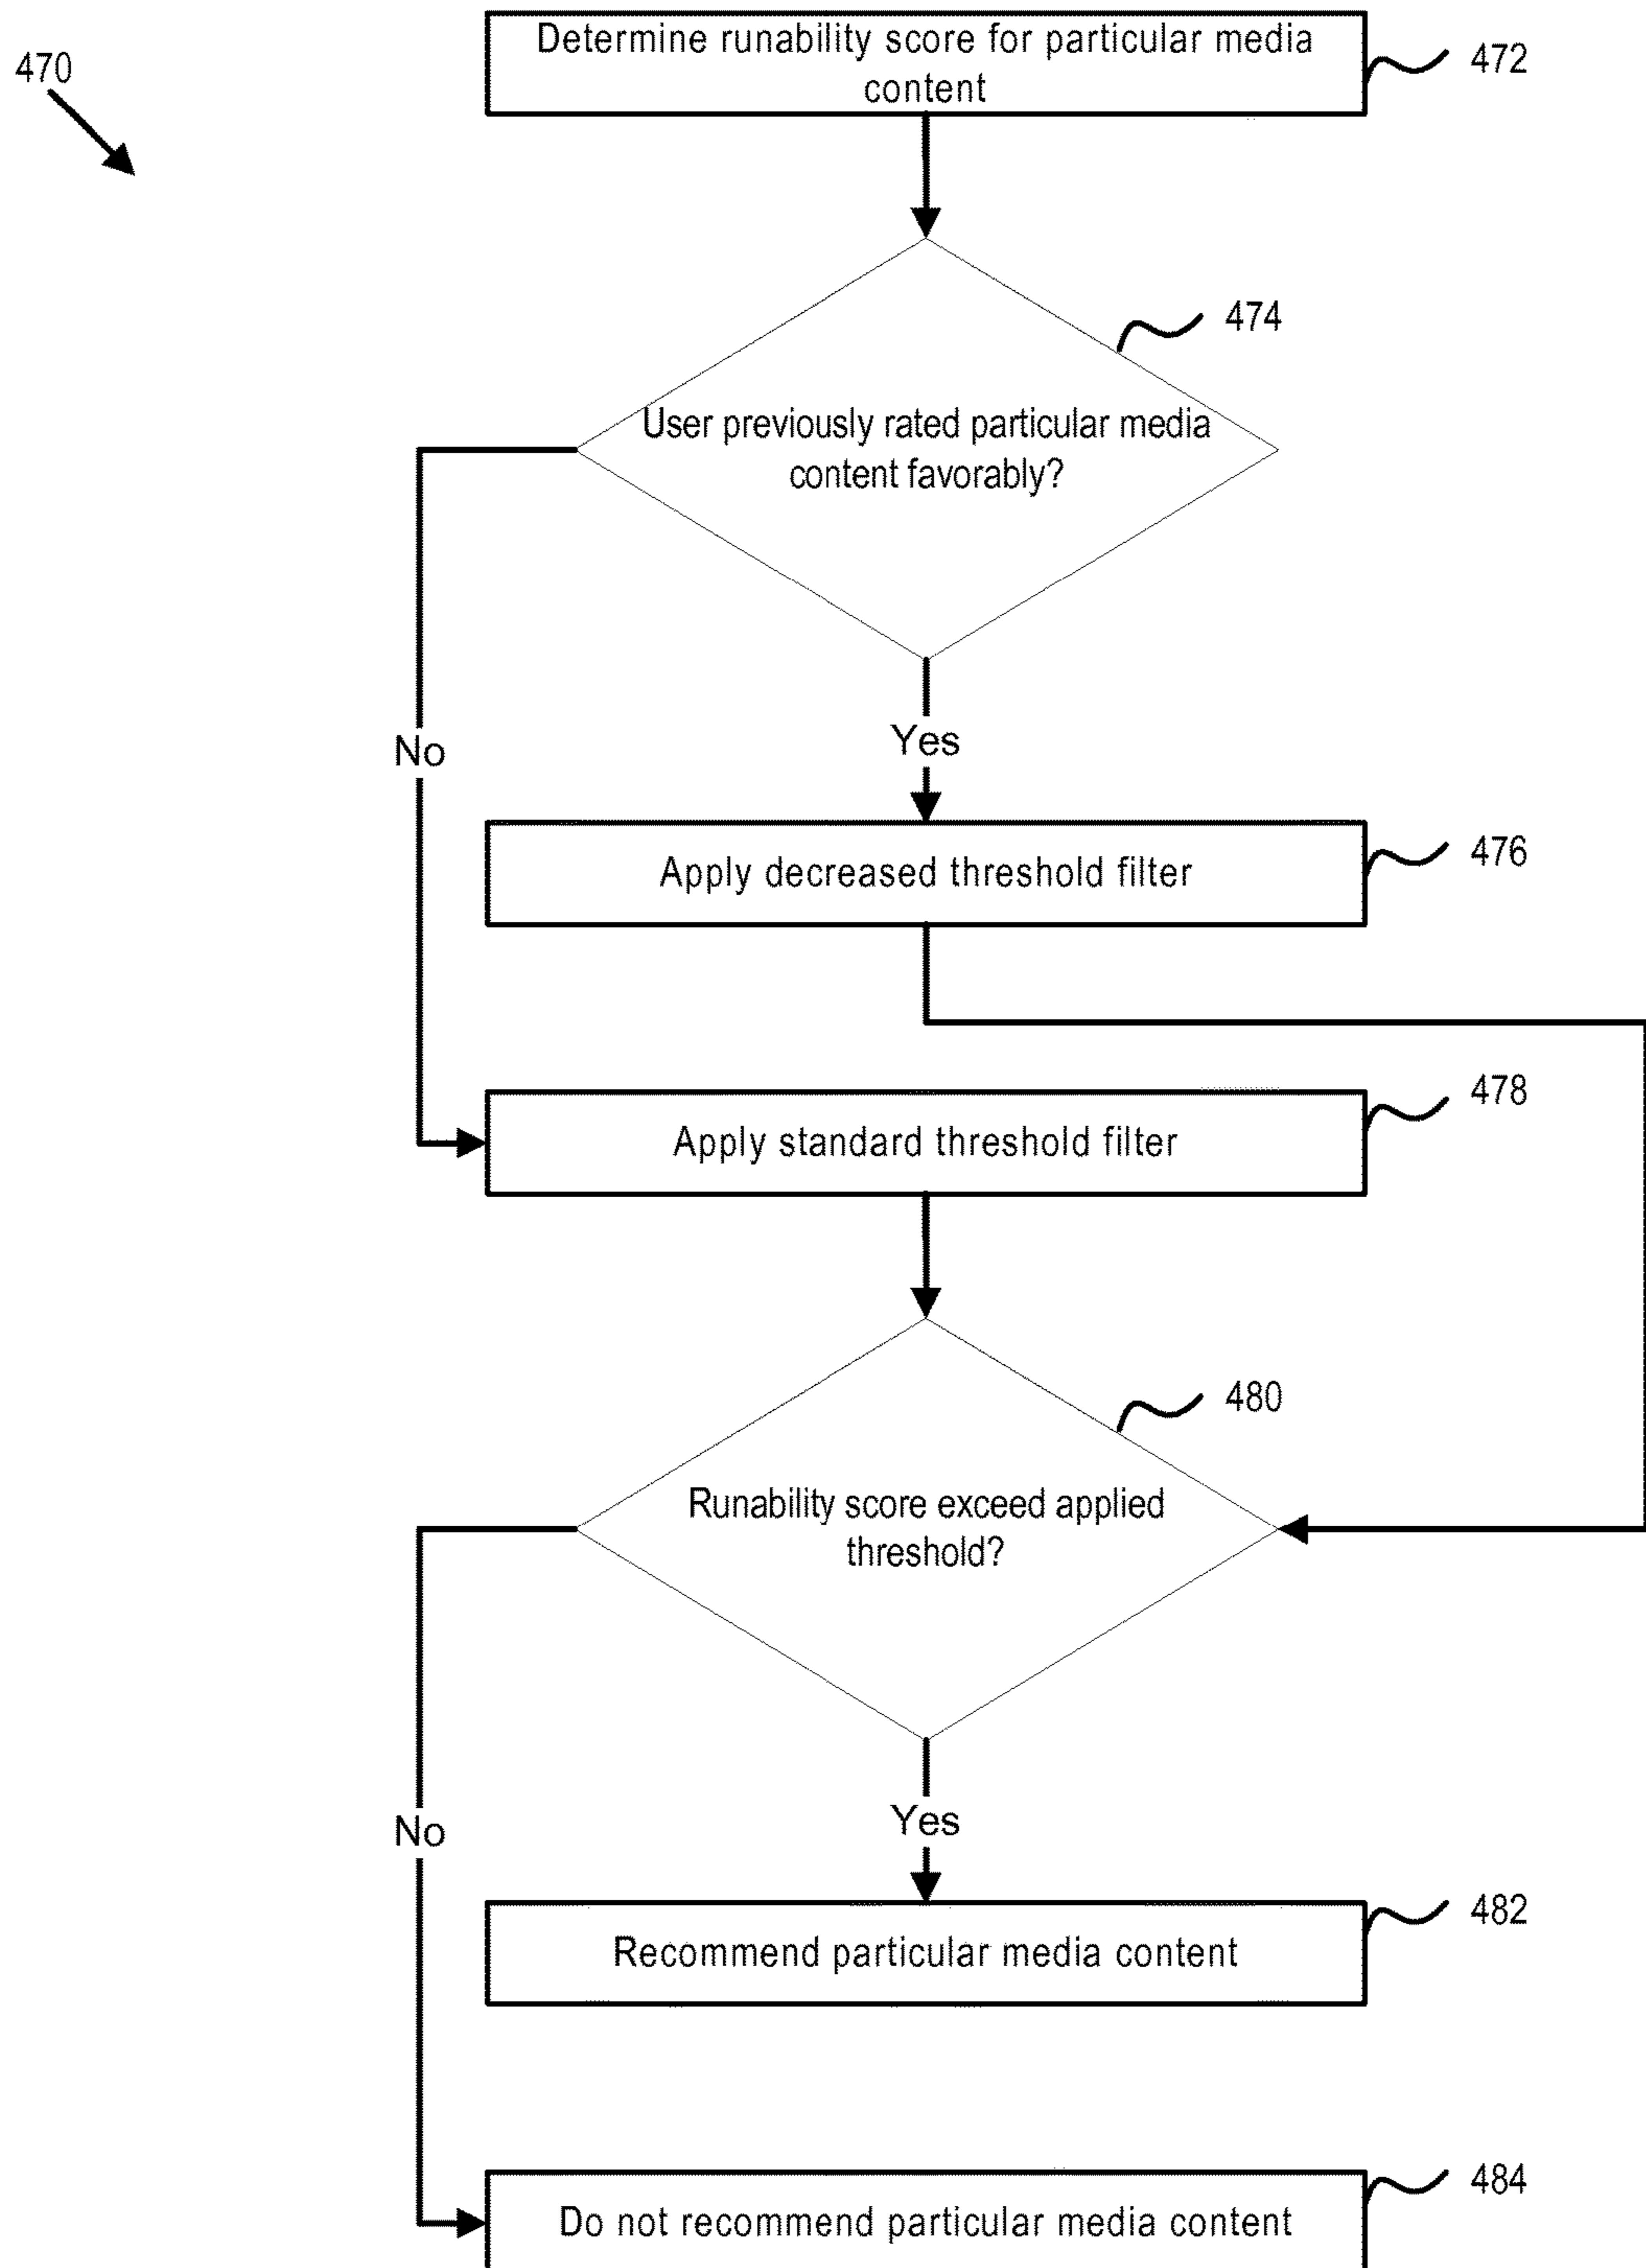 470
Determine runability score for particular media
content
472
474
User previously rated particular media
content favorably?
No
Yes
Apply decreased threshold filter
476
Apply standard threshold filter
478
480
Runability score exceed applied
threshold?
No
Yes
Recommend particular media content
482
Do not recommend particular media content
484